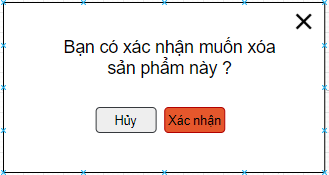 Bạn có xác nhận muốn xóa
sản phẩm này ?
Hủy
Xác nhận